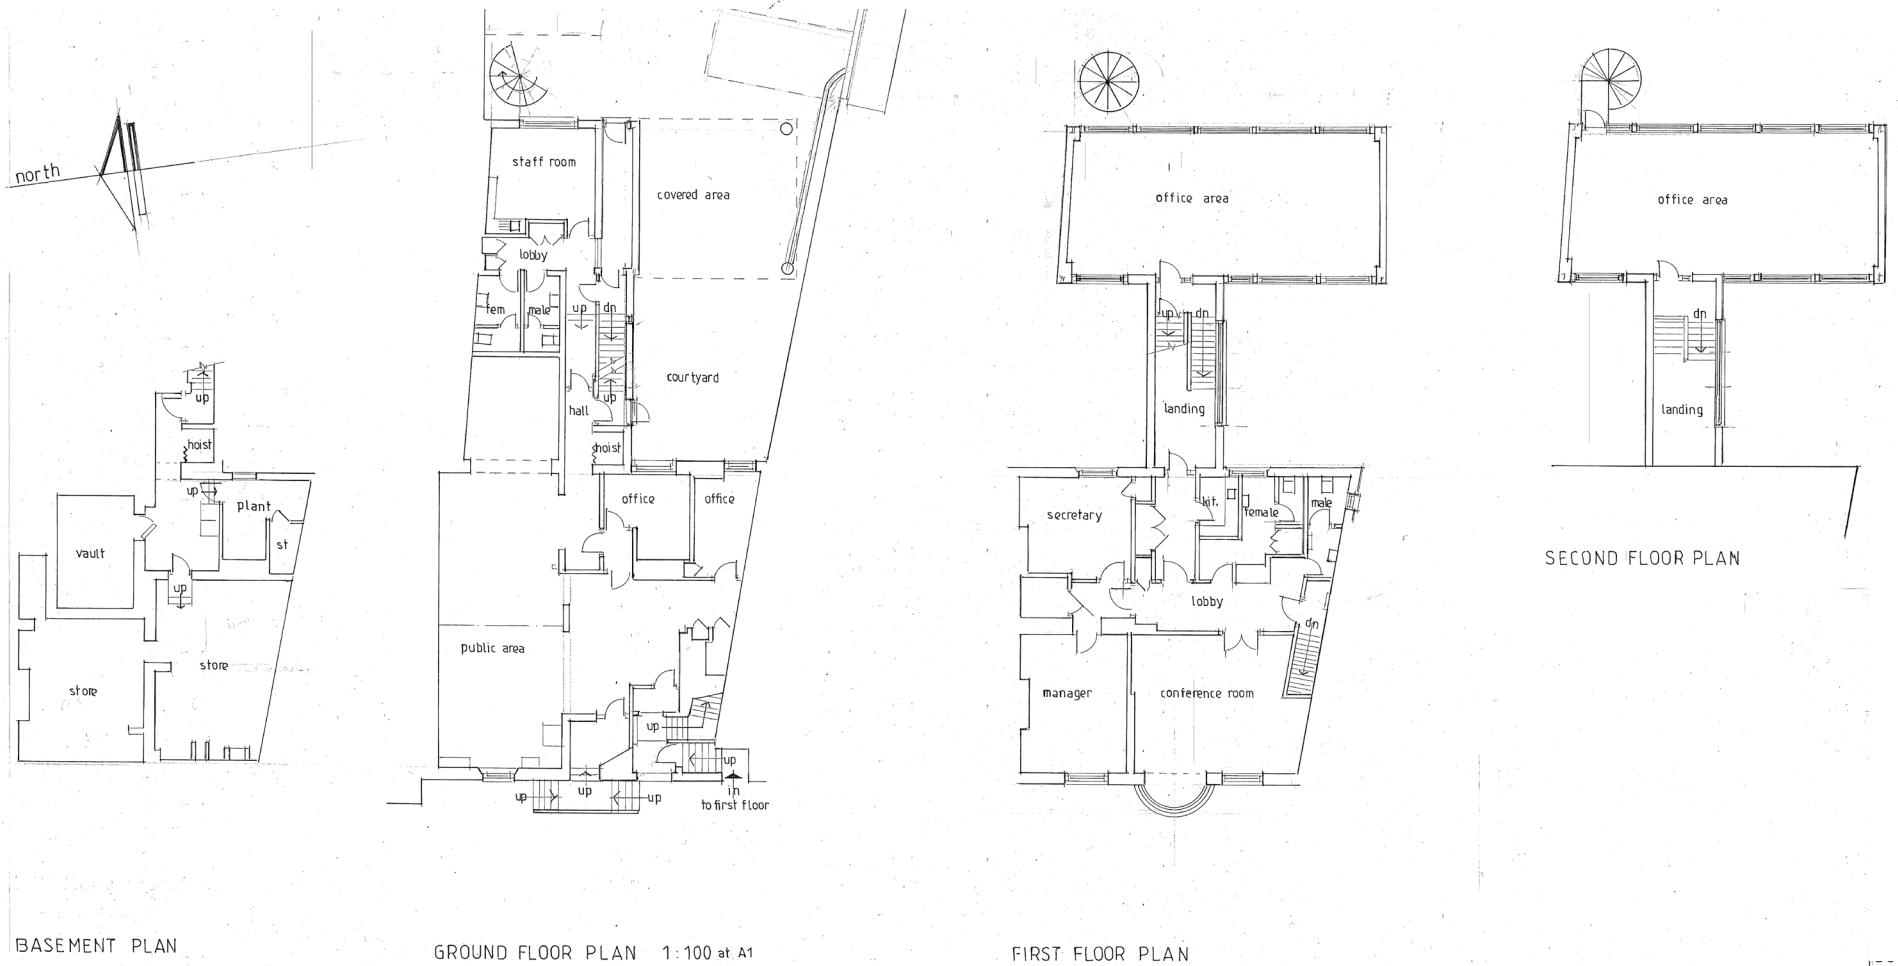 north
up
hoist
up
plant
st
vault
up
store
store
BASEMENT PLAN
staff room
covered area
lobby
fem
male
up
dn
courtyard
up
hall
hoist
office
office
public area
up
up
up
up
up
in
to first floor
GROUND FLOOR PLAN 1:100 at A1
office area
up
dn
landing
secretary
kit.
female
male
lobby
dn
manager
conference room
FIRST FLOOR PLAN
office area
dn
landing
SECOND FLOOR PLAN